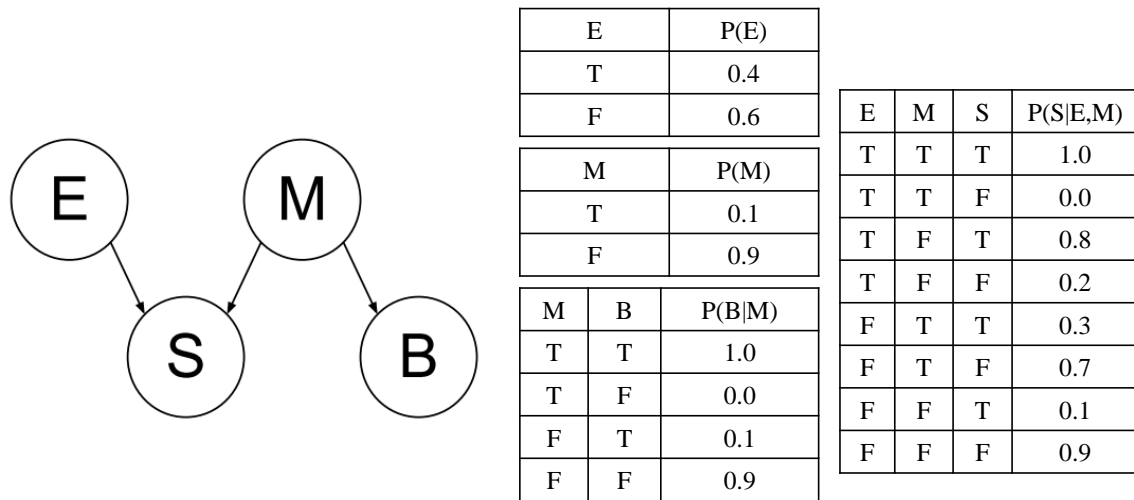 E M
S B
E P(E)
T 0.4
F 0.6
M P(M)
T 0.1
F 0.9
M B P(B|M)
T T 1.0
T F 0.0
F T 0.1
F F 0.9
E M S P(S|E,M)
T T T 1.0
T T F 0.0
T F T 0.8
T F F 0.2
F T T 0.3
F T F 0.7
F F T 0.1
F F F 0.9